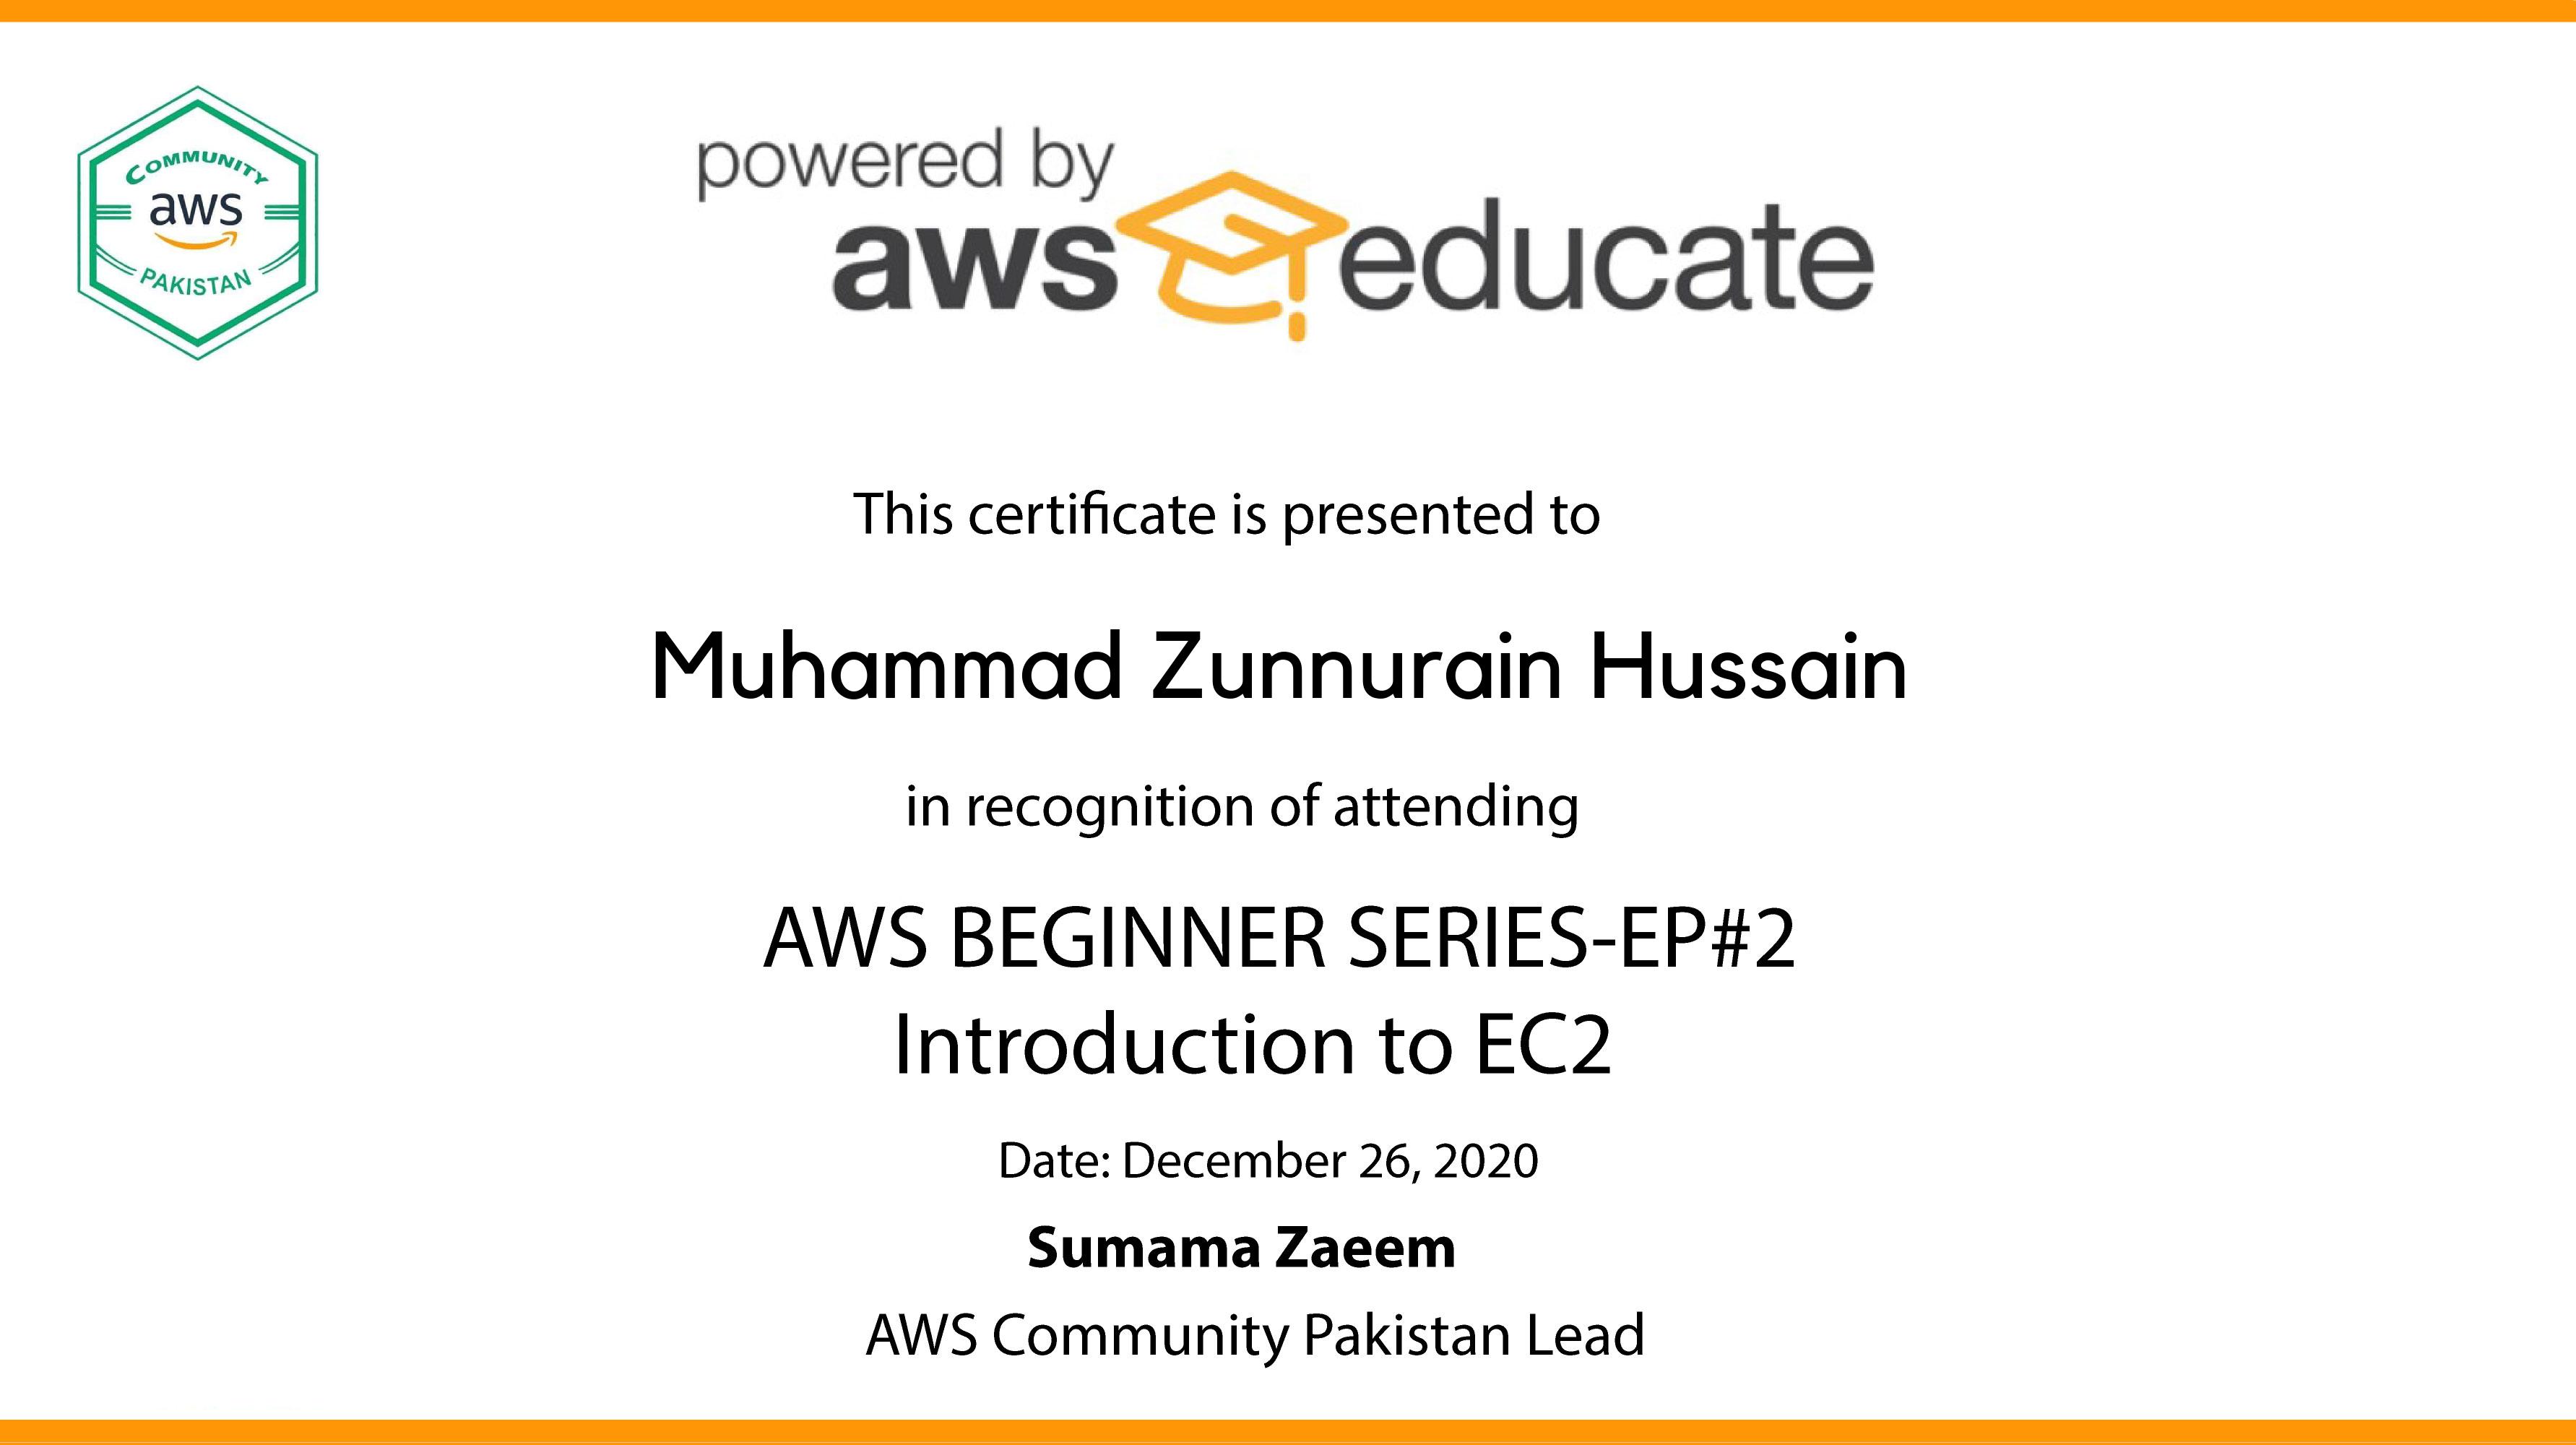 COMMUNITY
aws
PAKISTAN
powered by
aws educate
This certificate is presented to
Muhammad Zunnurain Hussain
in recognition of attending
AWS BEGINNER SERIES-EP#2
Introduction to EC2
Date: December 26, 2020
Sumama Zaeem
AWS Community Pakistan Lead